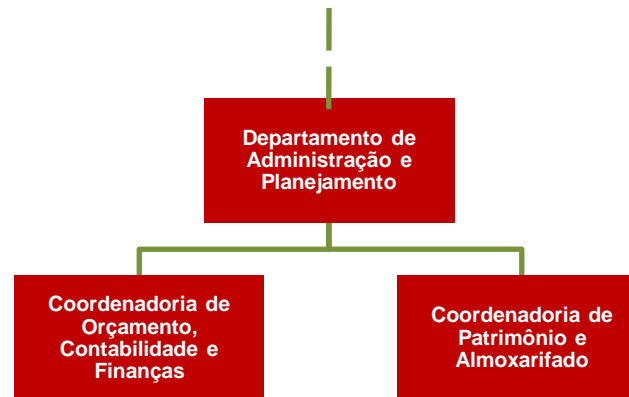 Departamento de
Administração e
Planejamento
Coordenadoria de
Orçamento,
Contabilidade e
Finanças
Coordenadoria de
Patrimônio e
Almoxarifado